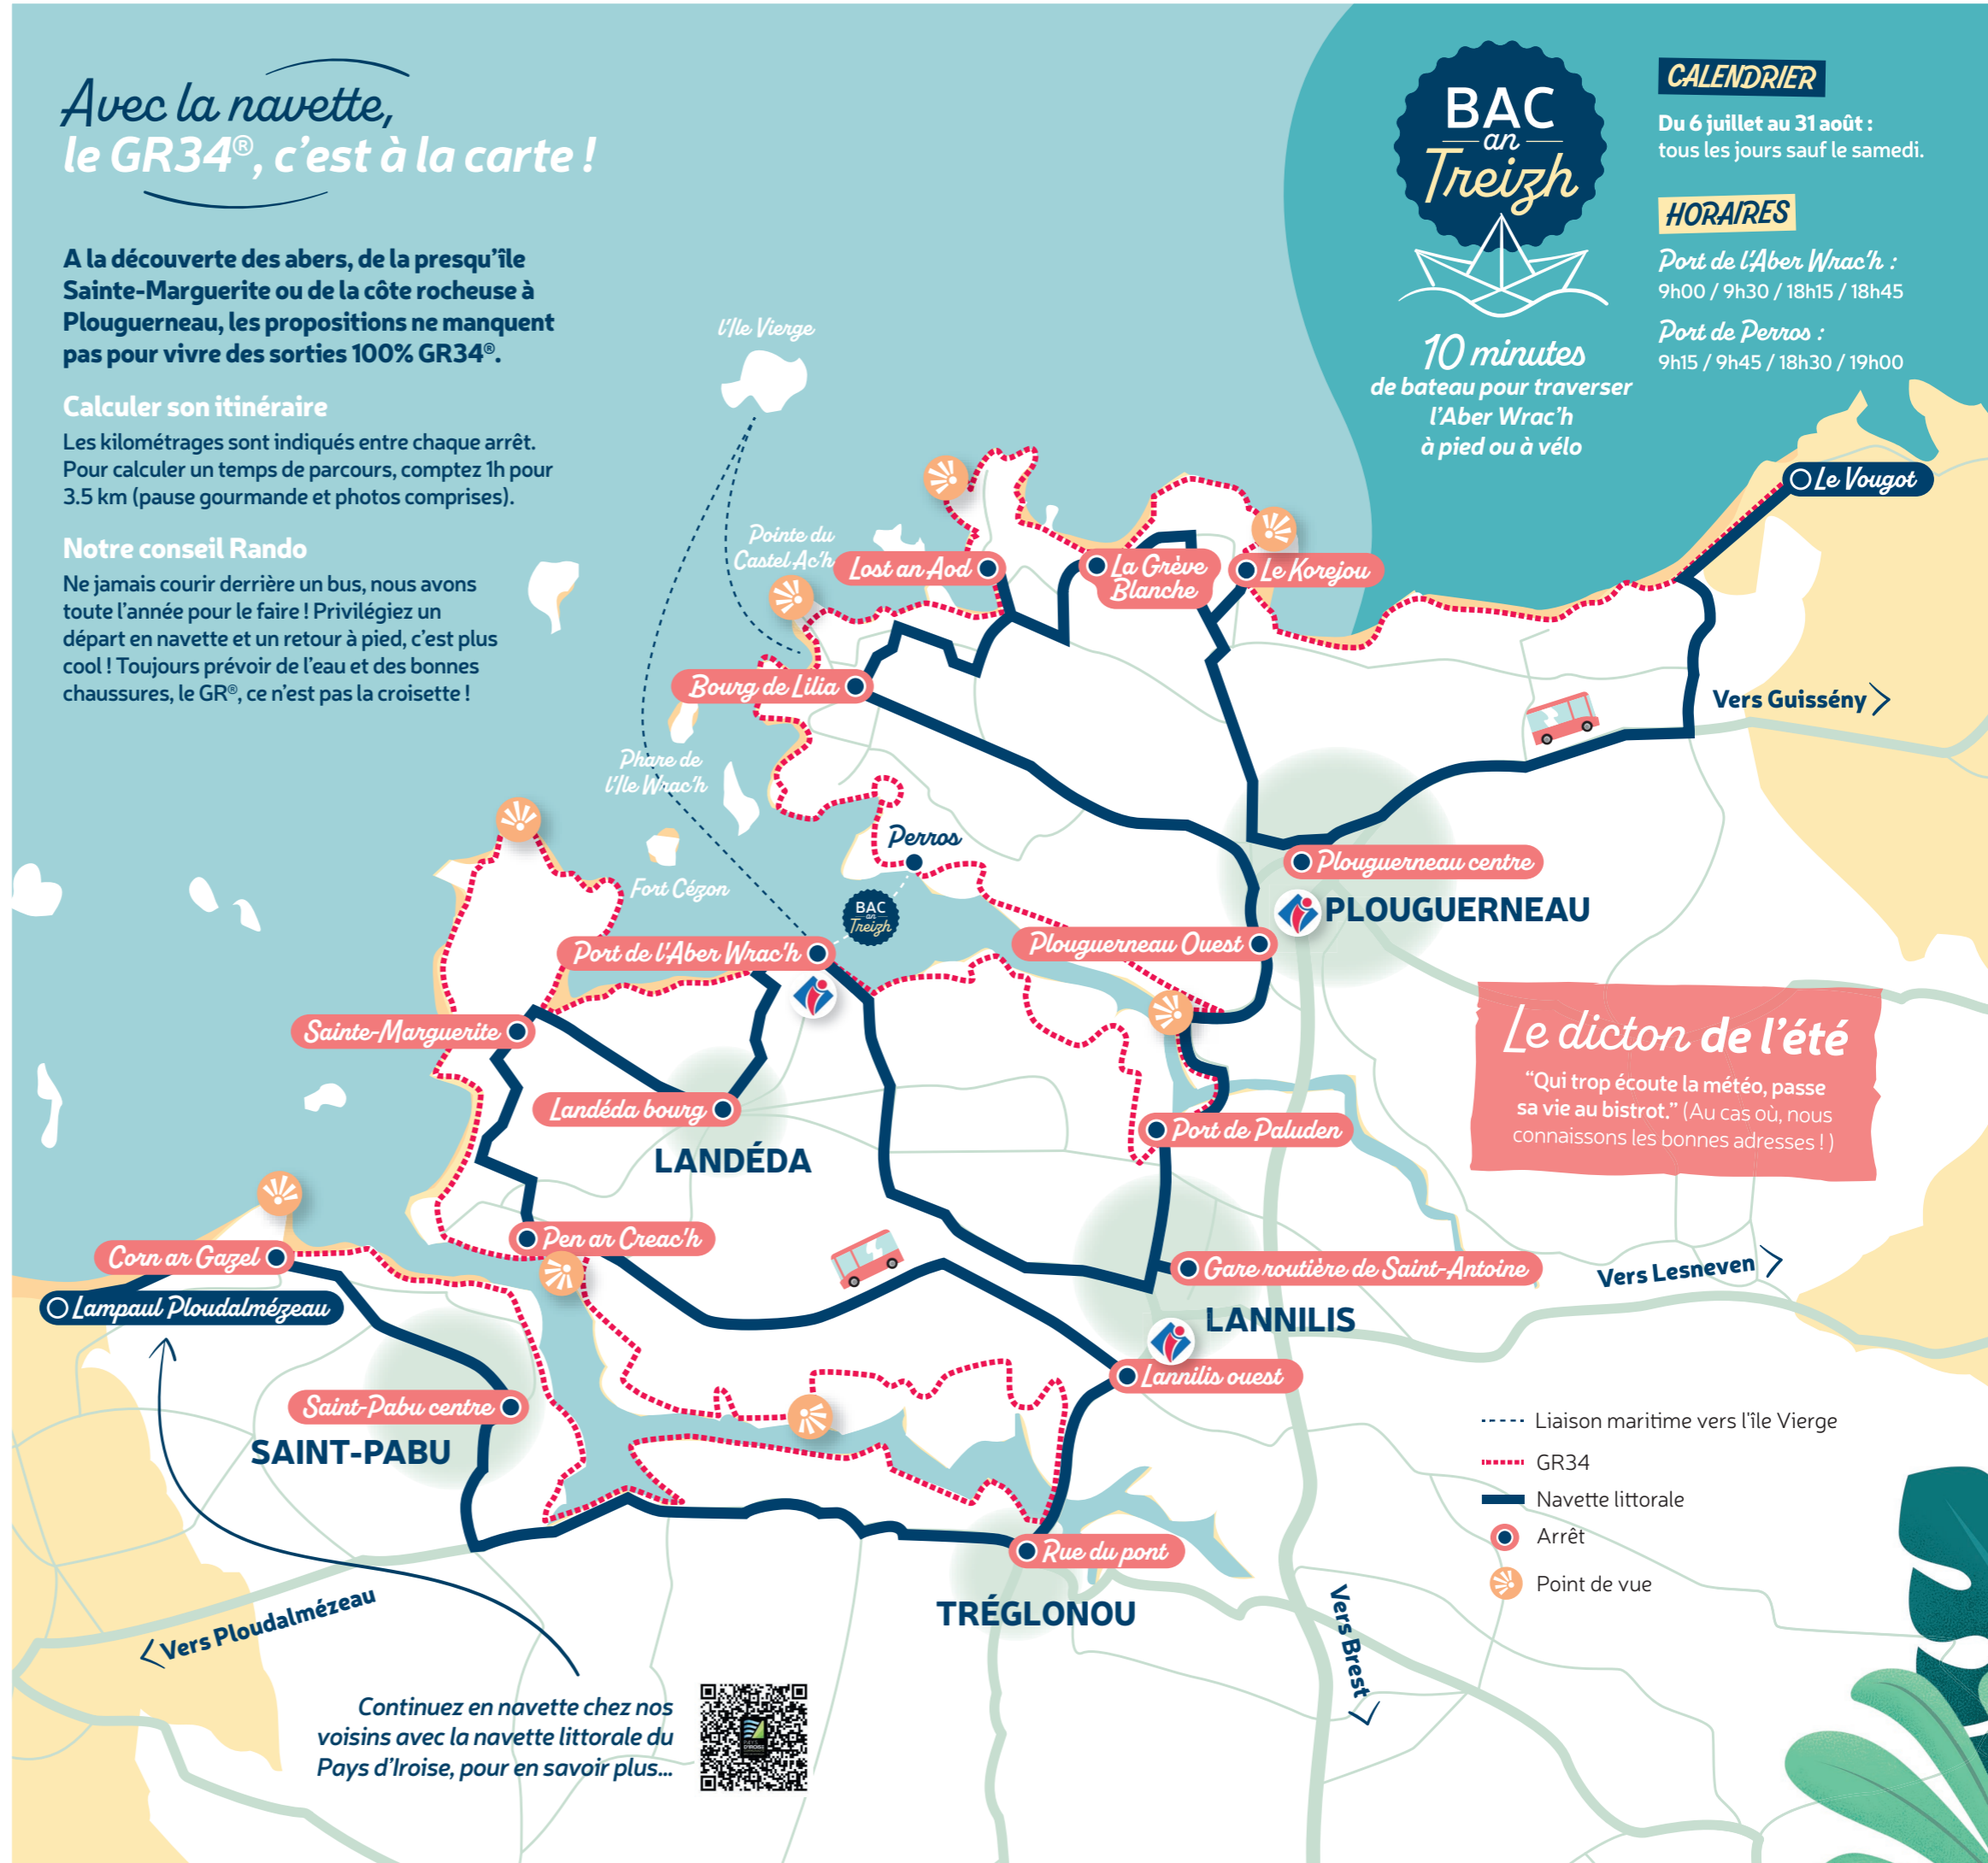 Avec la navette,
le GR34®, c'est à la carte !
A la découverte des abers, de la presqu'île
Sainte-Marguerite ou de la côte rocheuse à
Plouguerneau, les propositions ne manquent
pas pour vivre des sorties 100% GR34®.
Calculer son itinéraire
Les kilométrages sont indiqués entre chaque arrêt.
Pour calculer un temps de parcours, comptez 1h pour
3.5 km (pause gourmande et photos comprises).
Notre conseil Rando
Ne jamais courir derrière un bus, nous avons
toute l'année pour le faire ! Privilégiez un
départ en navette et un retour à pied, c'est plus
cool ! Toujours prévoir de l'eau et des bonnes
chaussures, le GR®, ce n'est pas la croisette !
BAC
an
Treizh
10 minutes
de bateau pour traverser
l'Aber Wrac'h
à pied ou à vélo
CALENDRIER
Du 6 juillet au 31 août :
tous les jours sauf le samedi.
HORAIRES
Port de l'Aber Wrac'h :
9h00 / 9h30 / 18h15 / 18h45
Port de Perros :
9h15 / 9h45 / 18h30 / 19h00
l'Ile Vierge
Le Vougot
Pointe du
Castel Ac'h
Lost an Aod
La Grève
Blanche
Le Korejou
Bourg de Lilia
Vers Guissény
Phare de
l'Ile Wrac'h
Perros
Fort Cézon
Plouguerneau centre
PLOUGUERNEAU
BAC
an
Treizh
Port de l'Aber Wrac'h
Plouguerneau Ouest
Sainte-Marguerite
Le dicton de l'été
“Qui trop écoute la météo, passe
sa vie au bistrot.” (Au cas où, nous
connaissons les bonnes adresses ! )
Landéda bourg
LANDÉDA
Port de Paluden
Pen ar Creac'h
Corn ar Gazel
Gare routière de Saint-Antoine
Vers Lesneven
Lampaul Ploudalmézeau
LANNILIS
Lannilis ouest
Saint-Pabu centre
SAINT-PABU
Liaison maritime vers l'île Vierge
GR34
Navette littorale
Arrêt
Point de vue
Rue du pont
TRÉGLONOU
Vers Ploudalmézeau
Vers Brest
Continuez en navette chez nos
voisins avec la navette littorale du
Pays d'Iroise, pour en savoir plus...